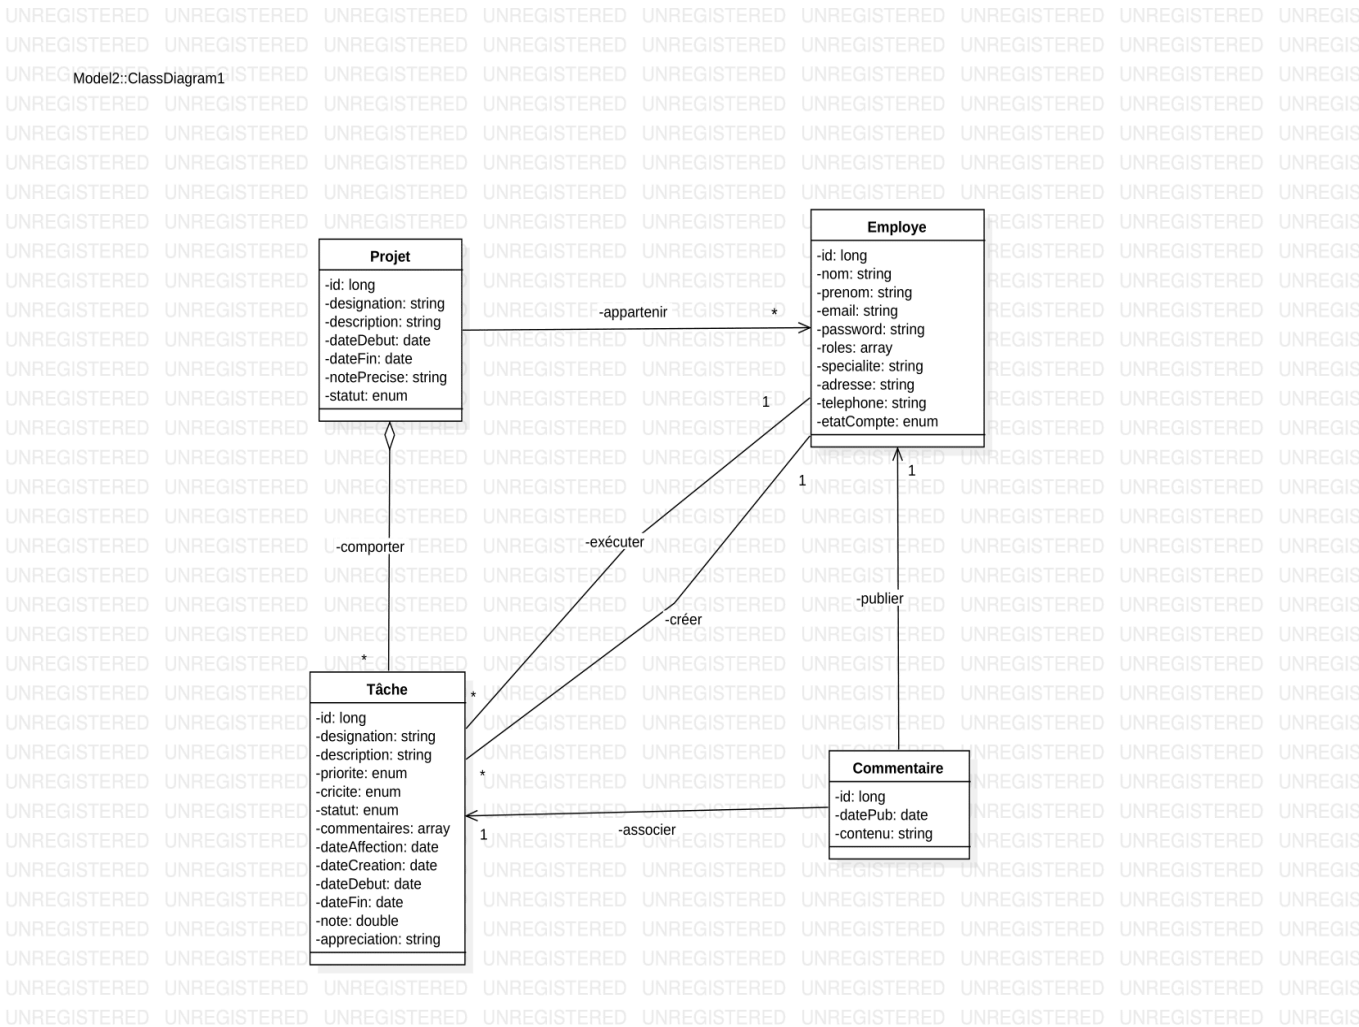 Model2::ClassDiagram1
Employe
-id: long
-nom: string
-prenom: string
-email: string
-password: string
-roles: array
-specialite: string
-adresse: string
-telephone: string
-etatCompte: enum
Projet
-id: long
-designation: string
-description: string
-dateDebut: date
-dateFin: date
-notePrecise: string
-statut: enum
-appartenir
*
1
1
1
-exécuter
-comporter
-publier
-créer
*
*
*
Tâche
-id: long
-designation: string
-description: string
-priorite: enum
-cricite: enum
-statut: enum
-commentaires: array
-dateAffection: date
-dateCreation: date
-dateDebut: date
-dateFin: date
-note: double
-appreciation: string
1
-associer
Commentaire
-id: long
-datePub: date
-contenu: string
UNREGISTERED